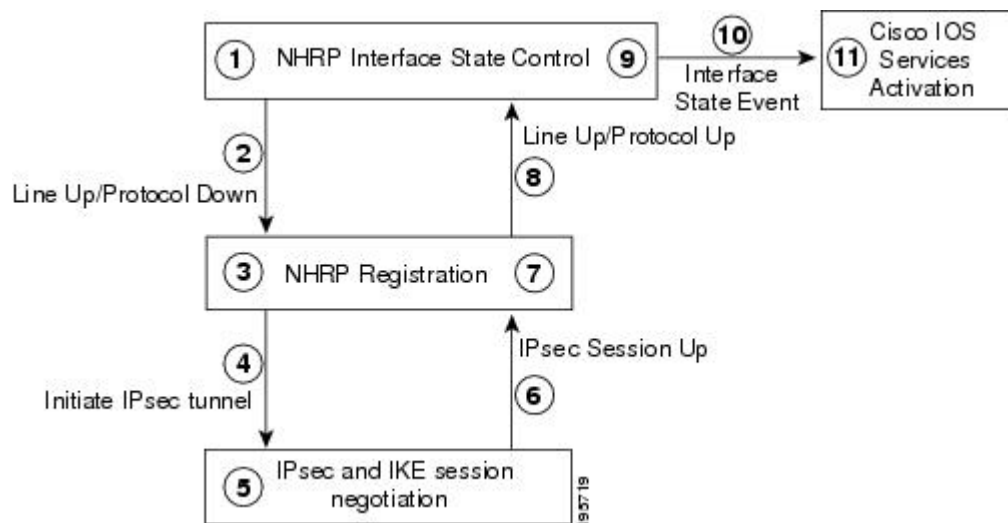 1 NHRP Interface State Control 9
10
Interface
State Event
11
Cisco IOS
Services
Activation
2
Line Up/Protocol Down
Line Up/Protocol Up
8
3 NHRP Registration 7
4
Initiate IPsec tunnel
IPsec Session Up
6
5
IPsec and IKE session
negotiation
95719